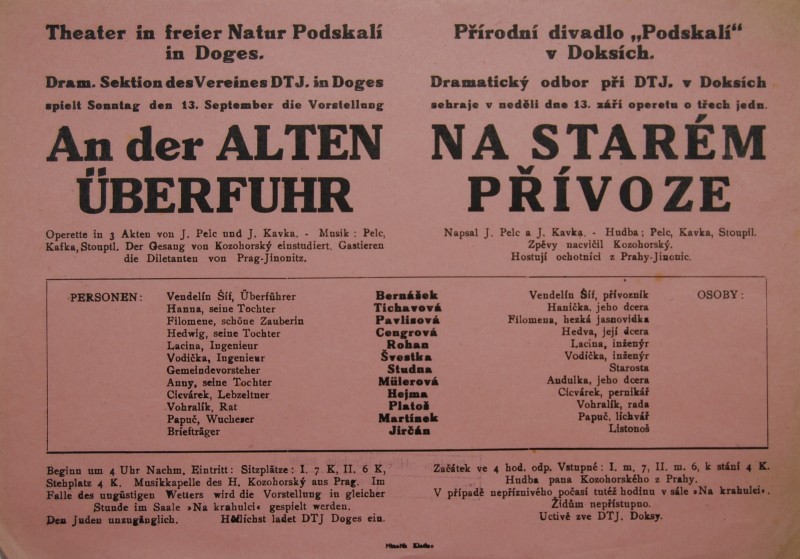 Theater in freier Natur Podskalí
in Doges.
Dram. Sektion des Vereines DTJ. in Doges
spielt Sonntag den 13. September die Vorstellung
An der ALTEN
ÜBERFUHR
Operette in 3 Akten von J. Pelc und J. Kavka. - Musik: Pelc,
Kafka, Stoupil. Der Gesang von Kozohorský einstudiert. Gastieren
die Diletanten von Prag-Jinonitz.
Přírodní divadlo „Podskalí“
v Doksích.
Dramatický odbor při DTJ. v Doksích
sehraje v neděli dne 13. září operetu o třech jedn.
NA STARÉM
PŘÍVOZE
Napsal J. Pelc a J. Kavka. - Hudba; Pelc, Kavka, Stoupil.
Zpěvy nacvičil Kozohorský.
Hostují ochotníci z Prahy-Jinonic.
PERSONEN: Vendelín Šíf, Überführer Bernášek Vendelín Šíf, přívozník OSOBY:
Hanna, seine Tochter Tichavová Hanička, jeho dcera
Filomene, schöne Zauberin Pavlisová Filomena, hezká jasnovidka
Hedwig, seine Tochter Cengrová Hedva, její dcera
Lacina, Ingenieur Rohan Lacina, inženýr
Vodička, Ingenieur Švestka Vodička, inženýr
Gemeindevorsteher Studna Starosta
Anny, seine Tochter Mülerová Andulka, jeho dcera
Cicvárek, Lebzeltner Hejma Cicvárek, pernikář
Vohralík, Rat Platoš Vohralík, rada
Papuč, Wucherer Martínek Papuč, lichvář
Briefträger Jirčán Listonoš
Beginn um 4 Uhr Nachm. Eintritt: Sitzplätze: I. 7 K, II. 6 K,
Stehplatz 4 K. Musikkapelle des H. Kozohorský aus Prag. Im
Falle des ungüstigen Wetters wird die Vorstellung in gleicher
Stunde im Saale »Na krahulci« gespielt werden.
Den Juden unzugänglich. Höflichst ladet DTJ Doges ein.
Začátek ve 4 hod. odp. Vstupné: I. m, 7, II. m. 6, k stání 4 K.
Hudba pana Kozohorského z Prahy.
V případě nepříznivého počasí tutéž hodinu v sále »Na krahulci«.
Židům nepřístupno.
Uctivě zve DTJ. Doksy.